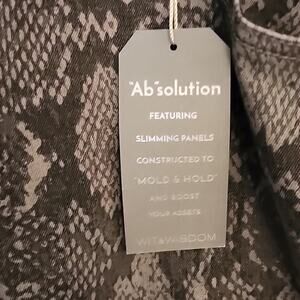 "Ab"solution
FEATURING
SLIMMING PANELS
CONSTRUCTED TO
"MOLD & HOLD"
AND BOOST
YOUR ASSETS
WIT & WISDOM